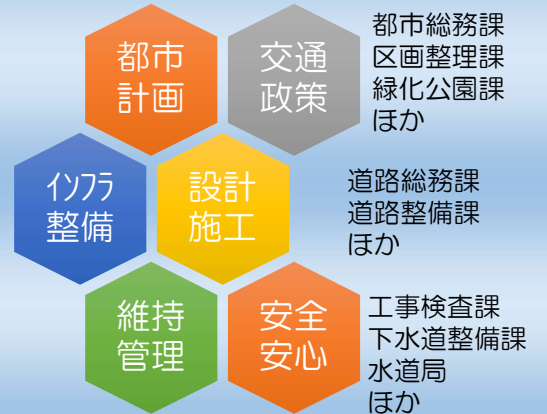 都市
計画
交通
政策
都市総務課
区画整理課
緑化公園課
ほか
インフラ
整備
設計
施工
道路総務課
道路整備課
ほか
維持
管理
安全
安心
工事検査課
下水道整備課
水道局
ほか